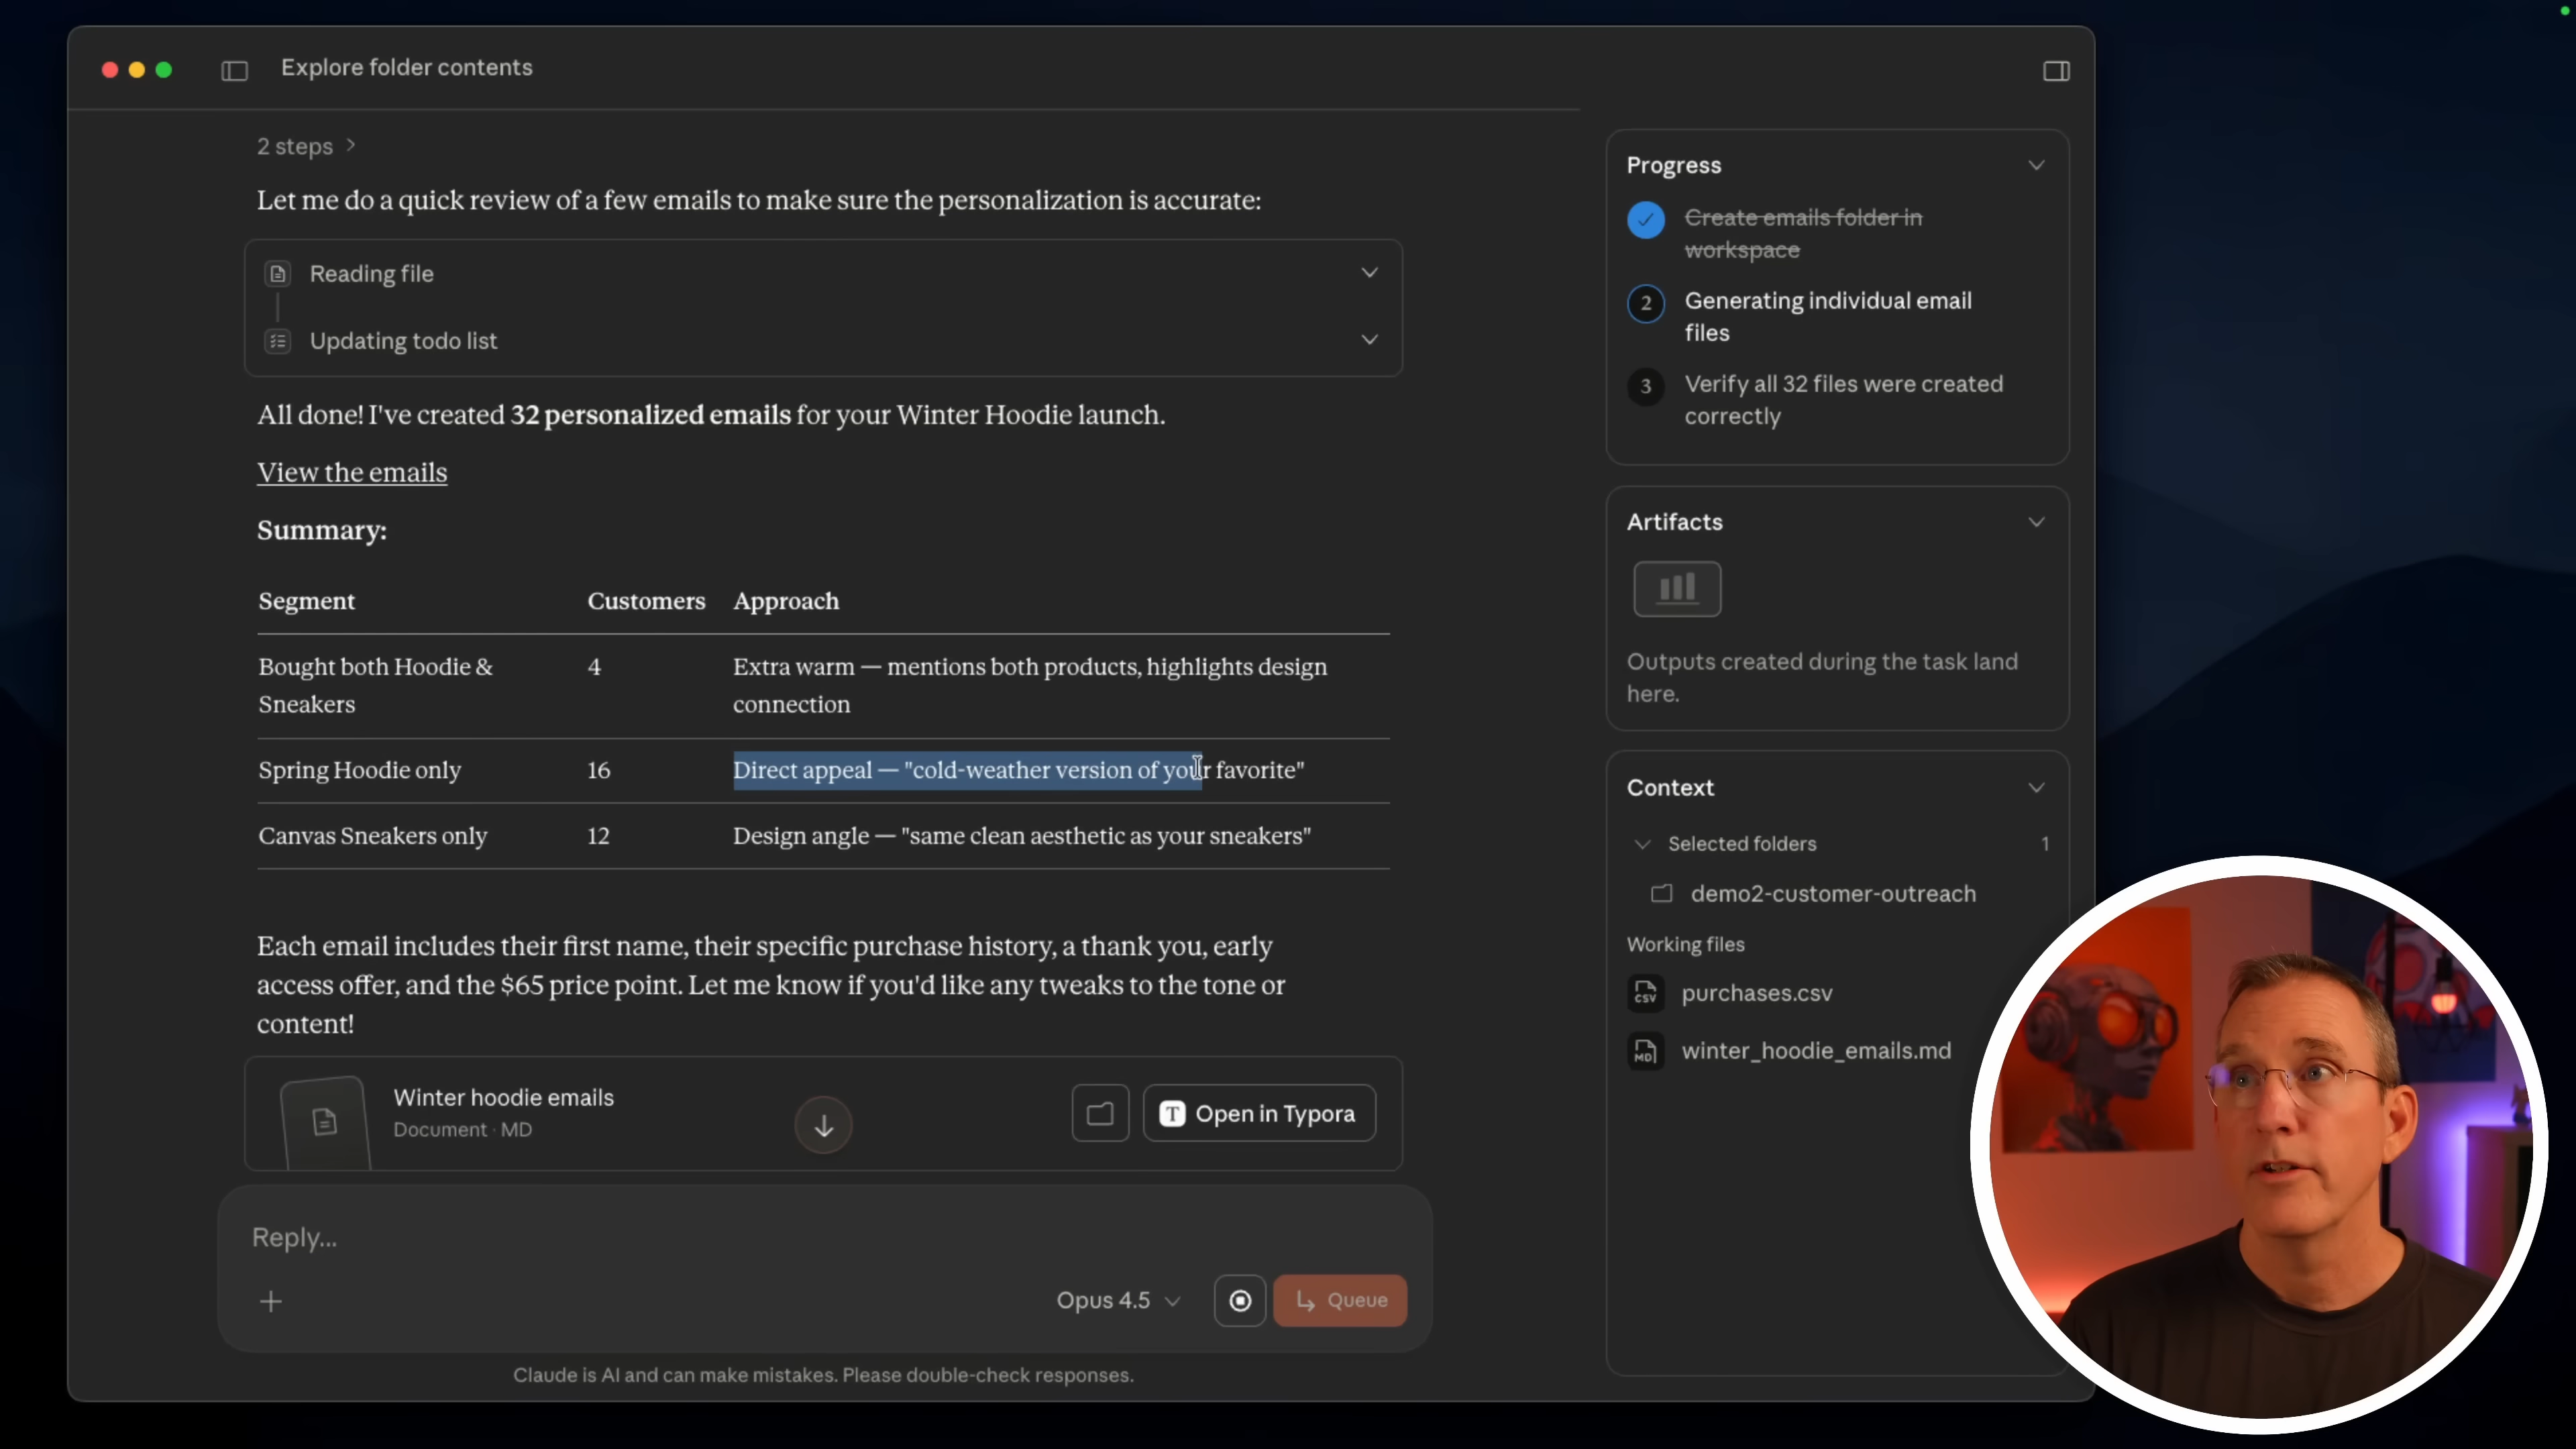 Explore folder contents
2 steps
Let me do a quick review of a few emails to make sure the personalization is accurate:
Reading file
Updating todo list
All done! I've created 32 personalized emails for your Winter Hoodie launch.
View the emails
Summary:
Segment Customers Approach
Bought both Hoodie & 4 Extra warm — mentions both products, highlights design
Sneakers connection
Spring Hoodie only 16 Direct appeal — "cold-weather version of your favorite"
Canvas Sneakers only 12 Design angle — "same clean aesthetic as your sneakers"
Each email includes their first name, their specific purchase history, a thank you, early
access offer, and the $65 price point. Let me know if you'd like any tweaks to the tone or
content!
Winter hoodie emails
Document · MD
T Open in Typora
Reply...
Opus 4.5
Queue
Claude is AI and can make mistakes. Please double-check responses.
Progress
Create emails folder in
workspace
2 Generating individual email
files
3 Verify all 32 files were created
correctly
Artifacts
Outputs created during the task land
here.
Context
Selected folders 1
demo2-customer-outreach
Working files
CSV purchases.csv
MD winter_hoodie_emails.md